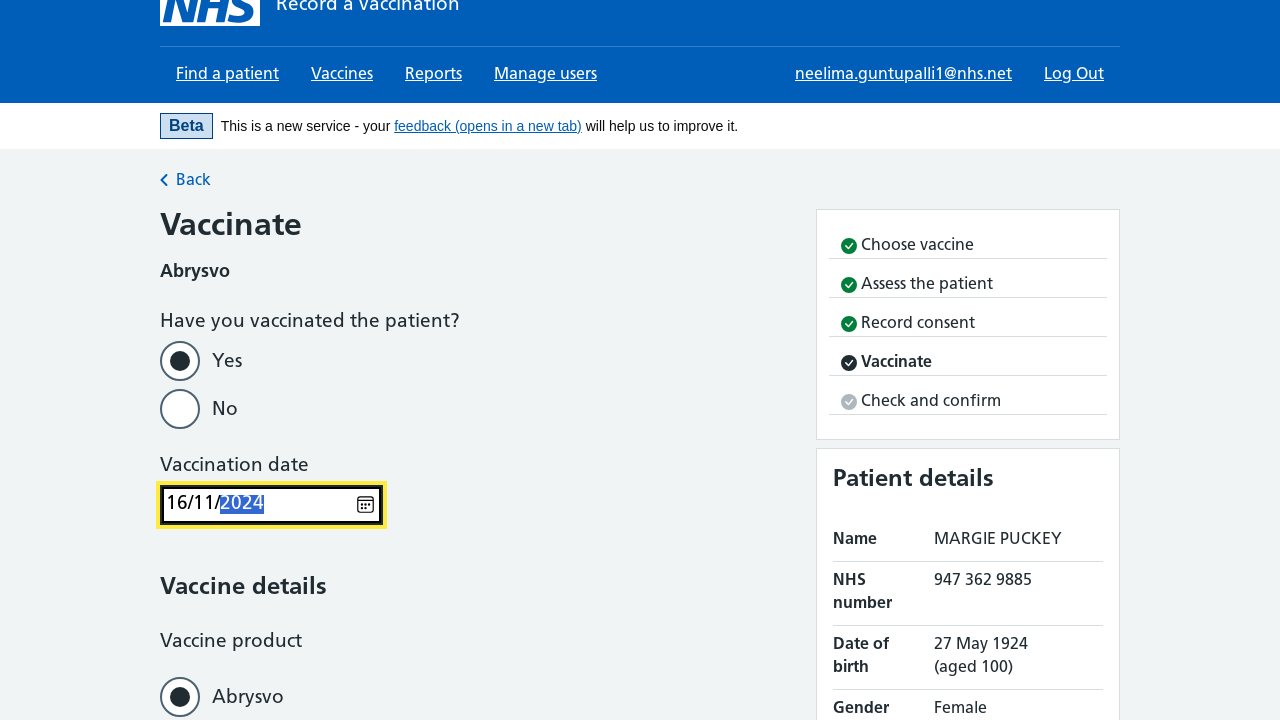 NHS Record a vaccination
Find a patient Vaccines Reports Manage users neelima.guntupalli1@nhs.net Log Out
Beta This is a new service - your feedback (opens in a new tab) will help us to improve it.
Back
Vaccinate
Abrysvo
Have you vaccinated the patient?
Yes
No
Vaccination date
16/11/2024
Vaccine details
Vaccine product
Abrysvo
Choose vaccine
Assess the patient
Record consent
Vaccinate
Check and confirm
Patient details
Name MARGIE PUCKEY
NHS number 947 362 9885
Date of birth 27 May 1924 (aged 100)
Gender Female